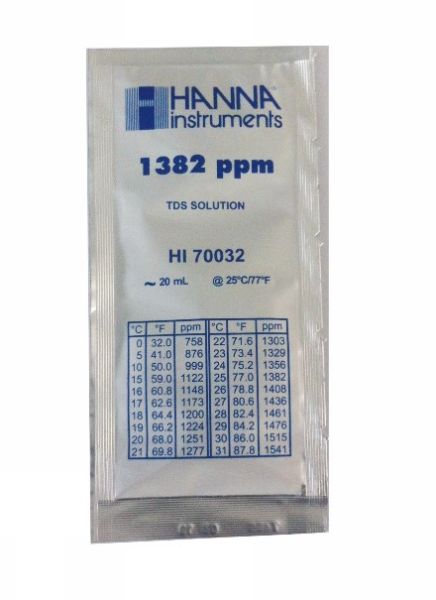 HANNA
instruments
1382 ppm
TDS SOLUTION
HI 70032
~ 20 mL @ 25°C/77°F
°C °F ppm °C °F ppm
0 32.0 758 22 71.6 1303
5 41.0 876 23 73.4 1329
10 50.0 999 24 75.2 1356
15 59.0 1122 25 77.0 1382
16 60.8 1148 26 78.8 1408
17 62.6 1173 27 80.6 1436
18 64.4 1200 28 82.4 1461
19 66.2 1224 29 84.2 1476
20 68.0 1251 30 86.0 1515
21 69.8 1277 31 87.8 1541